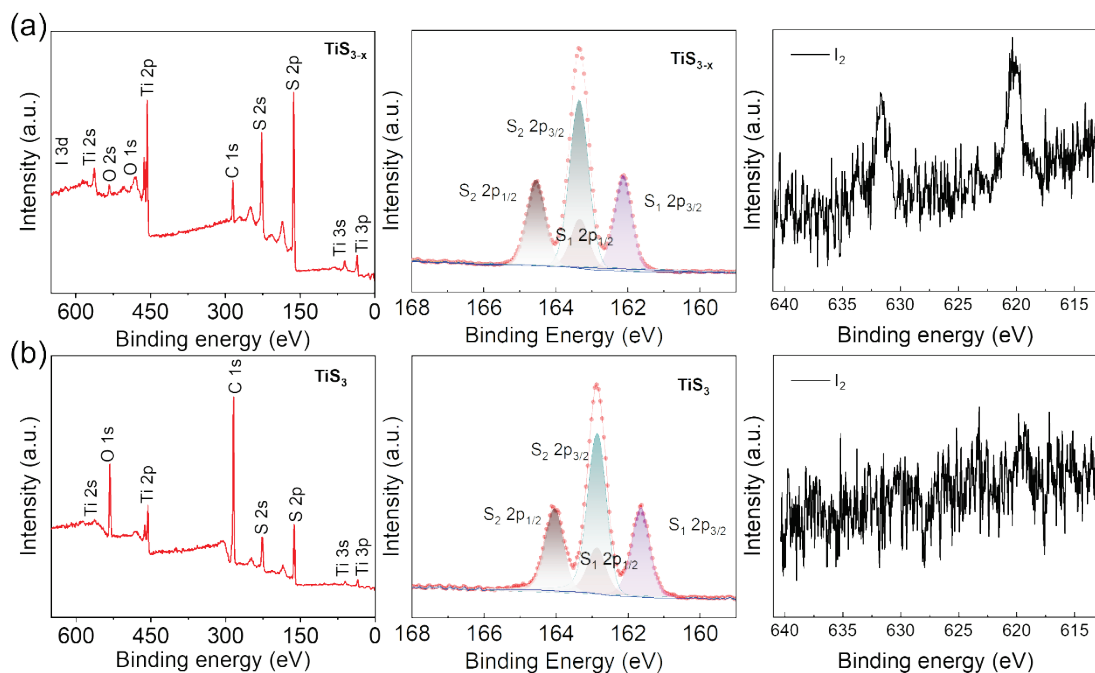 (a)
Intensity (a.u.)
TiS3-x
I 3d
Ti 2s
O 2s
O 1s
Ti 2p
C 1s
S 2s
S 2p
Ti 3s
Ti 3p
600 450 300 150 0
Binding Energy (eV)
Intensity (a.u.)
TiS3-x
S2 2p3/2
S2 2p1/2
S1 2p3/2
S1 2p1/2
168 166 164 162 160
Binding Energy (eV)
Intensity (a.u.)
I2
640 635 630 625 620 615
Binding energy (eV)
(b)
Intensity (a.u.)
TiS3
Ti 2s
O 1s
Ti 2p
C 1s
S 2s
S 2p
Ti 3s
Ti 3p
600 450 300 150 0
Binding energy (eV)
Intensity (a.u.)
TiS3
S2 2p3/2
S2 2p1/2
S1 2p3/2
S1 2p1/2
168 166 164 162 160
Binding Energy (eV)
Intensity (a.u.)
I2
640 635 630 625 620 615
Binding energy (eV)